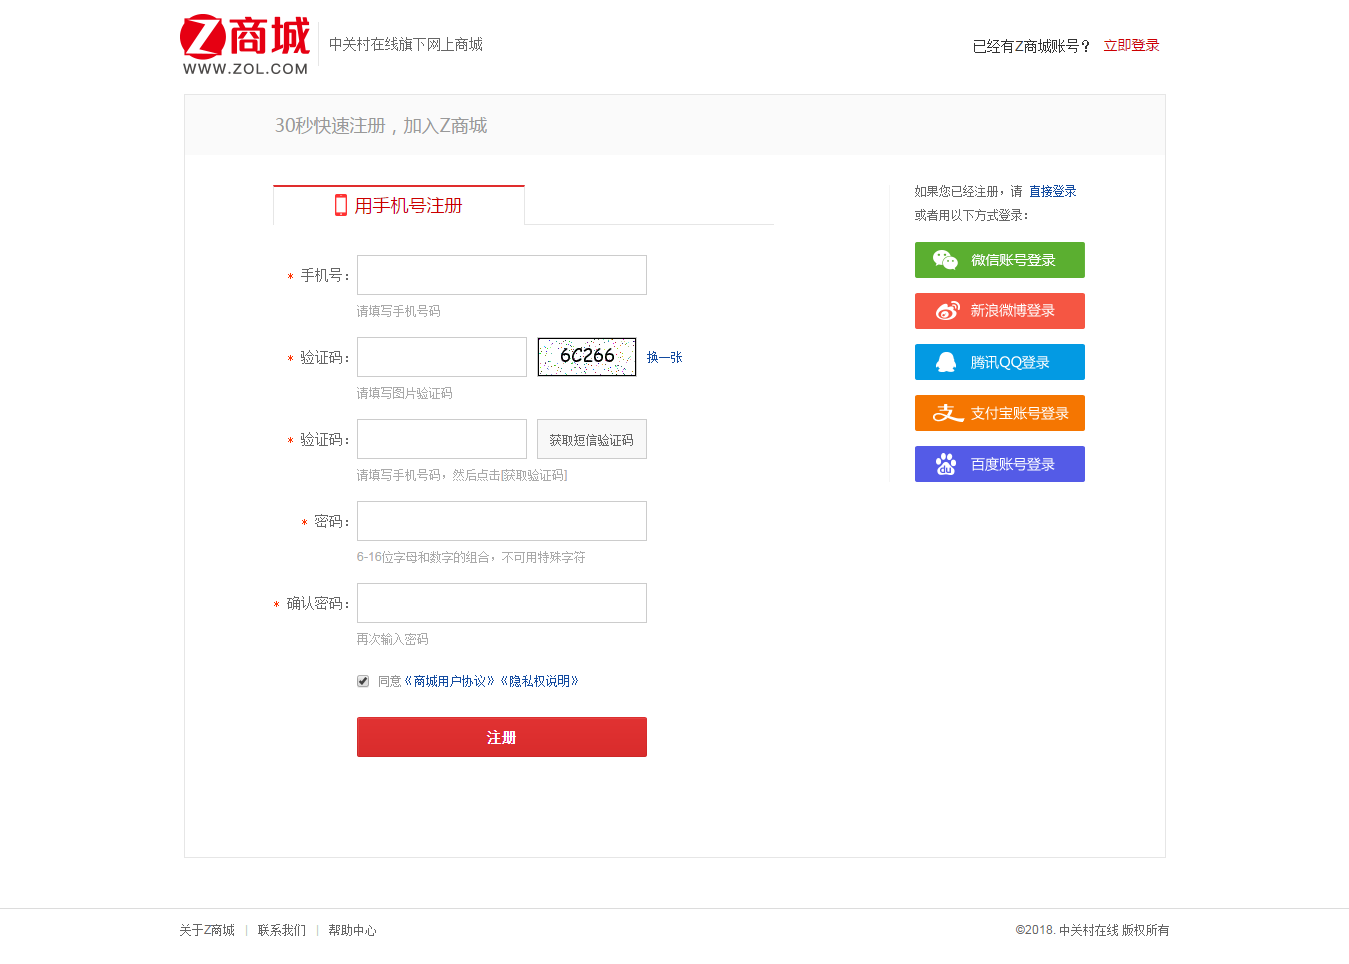 Z商城
WWW.ZOL.COM
中关村在线旗下网上商城
已经有Z商城账号？ 立即登录
30秒快速注册，加入Z商城
用手机号注册
* 手机号：
请填写手机号码
* 验证码： 6C266 换一张
请填写图片验证码
* 验证码： 获取短信验证码
请填写手机号码，然后点击[获取验证码]
* 密码：
6-16位字母和数字的组合，不可用特殊字符
* 确认密码：
再次输入密码
同意《商城用户协议》《隐私权说明》
注册
如果您已经注册，请 直接登录
或者用以下方式登录：
微信账号登录
新浪微博登录
腾讯QQ登录
支 支付宝账号登录
du 百度账号登录
关于Z商城 | 联系我们 | 帮助中心
©2018. 中关村在线 版权所有